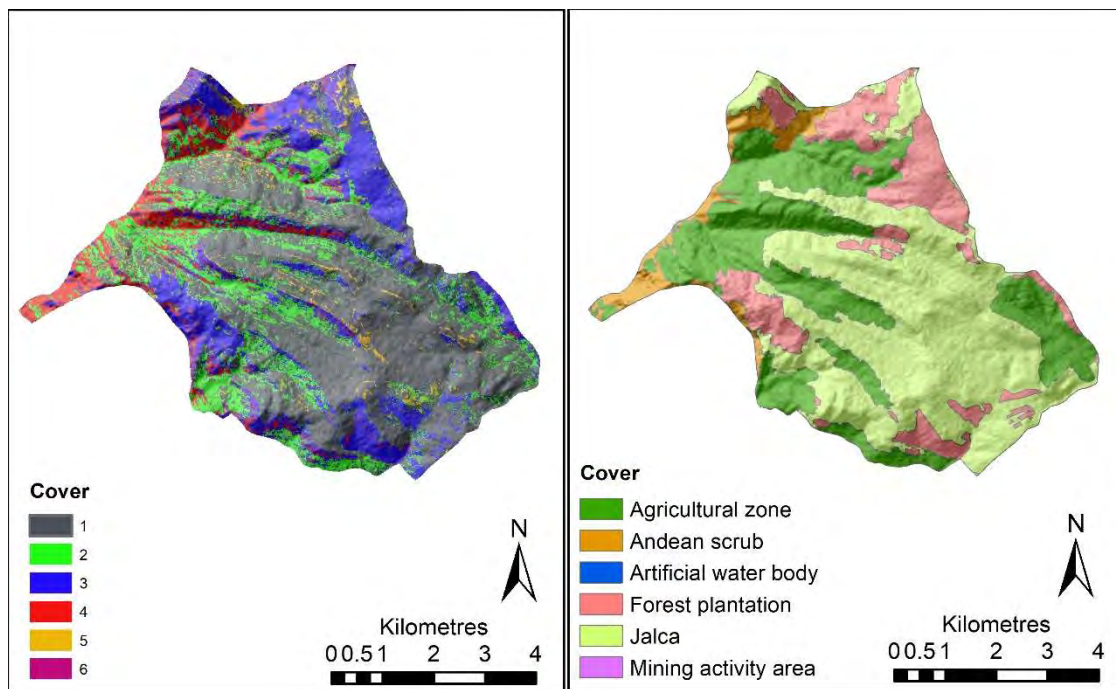 Cover
1
2
3
4
5
6
N
Kilometres
0 0.5 1 2 3 4
Cover
Agricultural zone
Andean scrub
Artificial water body
Forest plantation
Jalca
Mining activity area
N
Kilometres
0 0.5 1 2 3 4